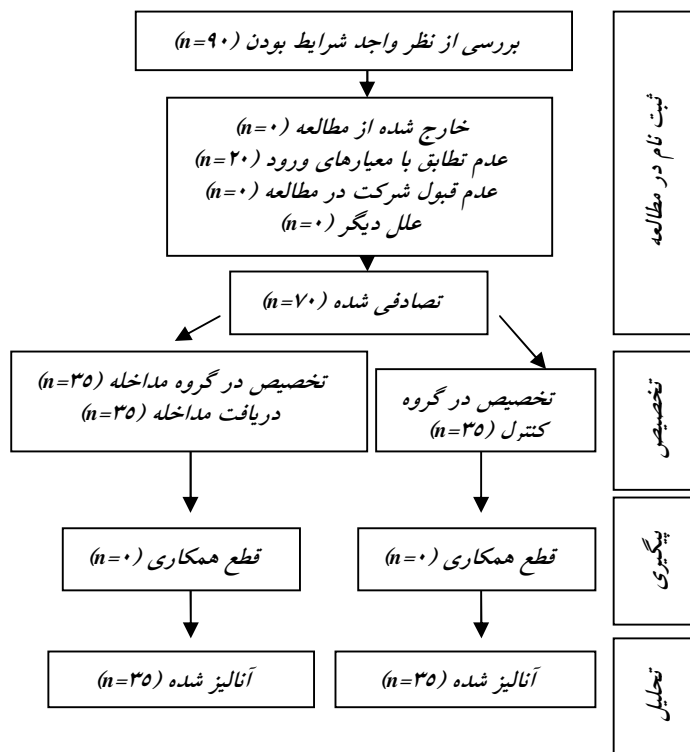 بررسی از نظر واجد شرایط بودن (n=۹۰)
ثبت نام در مطالعه
خارج شده از مطالعه (n=۰)
عدم تطابق با معیارهای ورود (n=۲۰)
عدم قبول شرکت در مطالعه (n=۰)
علل دیگر (n=۰)
تصادفی شده (n=۷۰)
تخصیص
تخصیص در گروه کنترل (n=۳۵)
تخصیص در گروه مداخله (n=۳۵)
دریافت مداخله (n=۳۵)
پیگیری
قطع همکاری (n=۰)
قطع همکاری (n=۰)
تحلیل
آنالیز شده (n=۳۵)
آنالیز شده (n=۳۵)